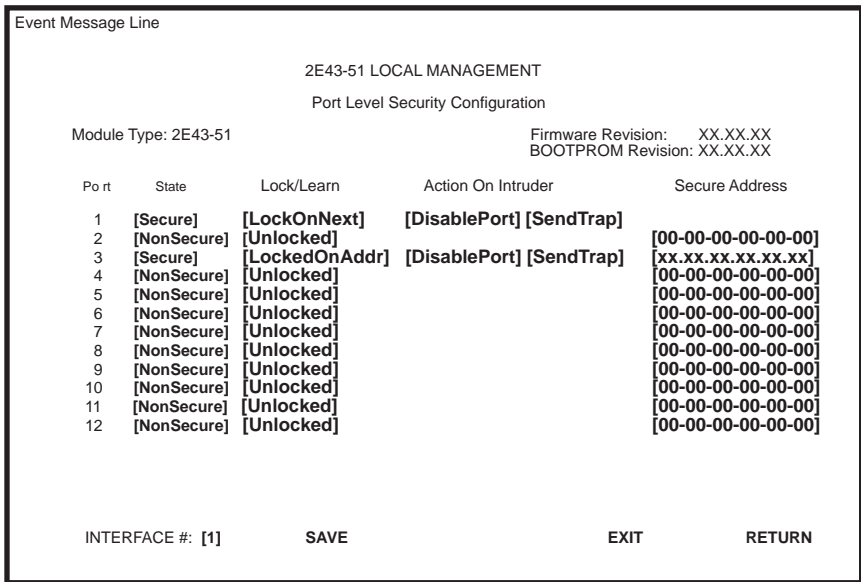 Event Message Line
2E43-51 LOCAL MANAGEMENT
Port Level Security Configuration
Module Type: 2E43-51 Firmware Revision: XX.XX.XX
BOOTPROM Revision: XX.XX.XX
Po rt State Lock/Learn Action On Intruder Secure Address
1 [Secure] [LockOnNext] [DisablePort] [SendTrap]
2 [NonSecure] [Unlocked] [00-00-00-00-00-00]
3 [Secure] [LockedOnAddr] [DisablePort] [SendTrap] [xx.xx.xx.xx.xx.xx]
4 [NonSecure] [Unlocked] [00-00-00-00-00-00]
5 [NonSecure] [Unlocked] [00-00-00-00-00-00]
6 [NonSecure] [Unlocked] [00-00-00-00-00-00]
7 [NonSecure] [Unlocked] [00-00-00-00-00-00]
8 [NonSecure] [Unlocked] [00-00-00-00-00-00]
9 [NonSecure] [Unlocked] [00-00-00-00-00-00]
10 [NonSecure] [Unlocked] [00-00-00-00-00-00]
11 [NonSecure] [Unlocked] [00-00-00-00-00-00]
12 [NonSecure] [Unlocked] [00-00-00-00-00-00]
INTERFACE #: [1] SAVE EXIT RETURN